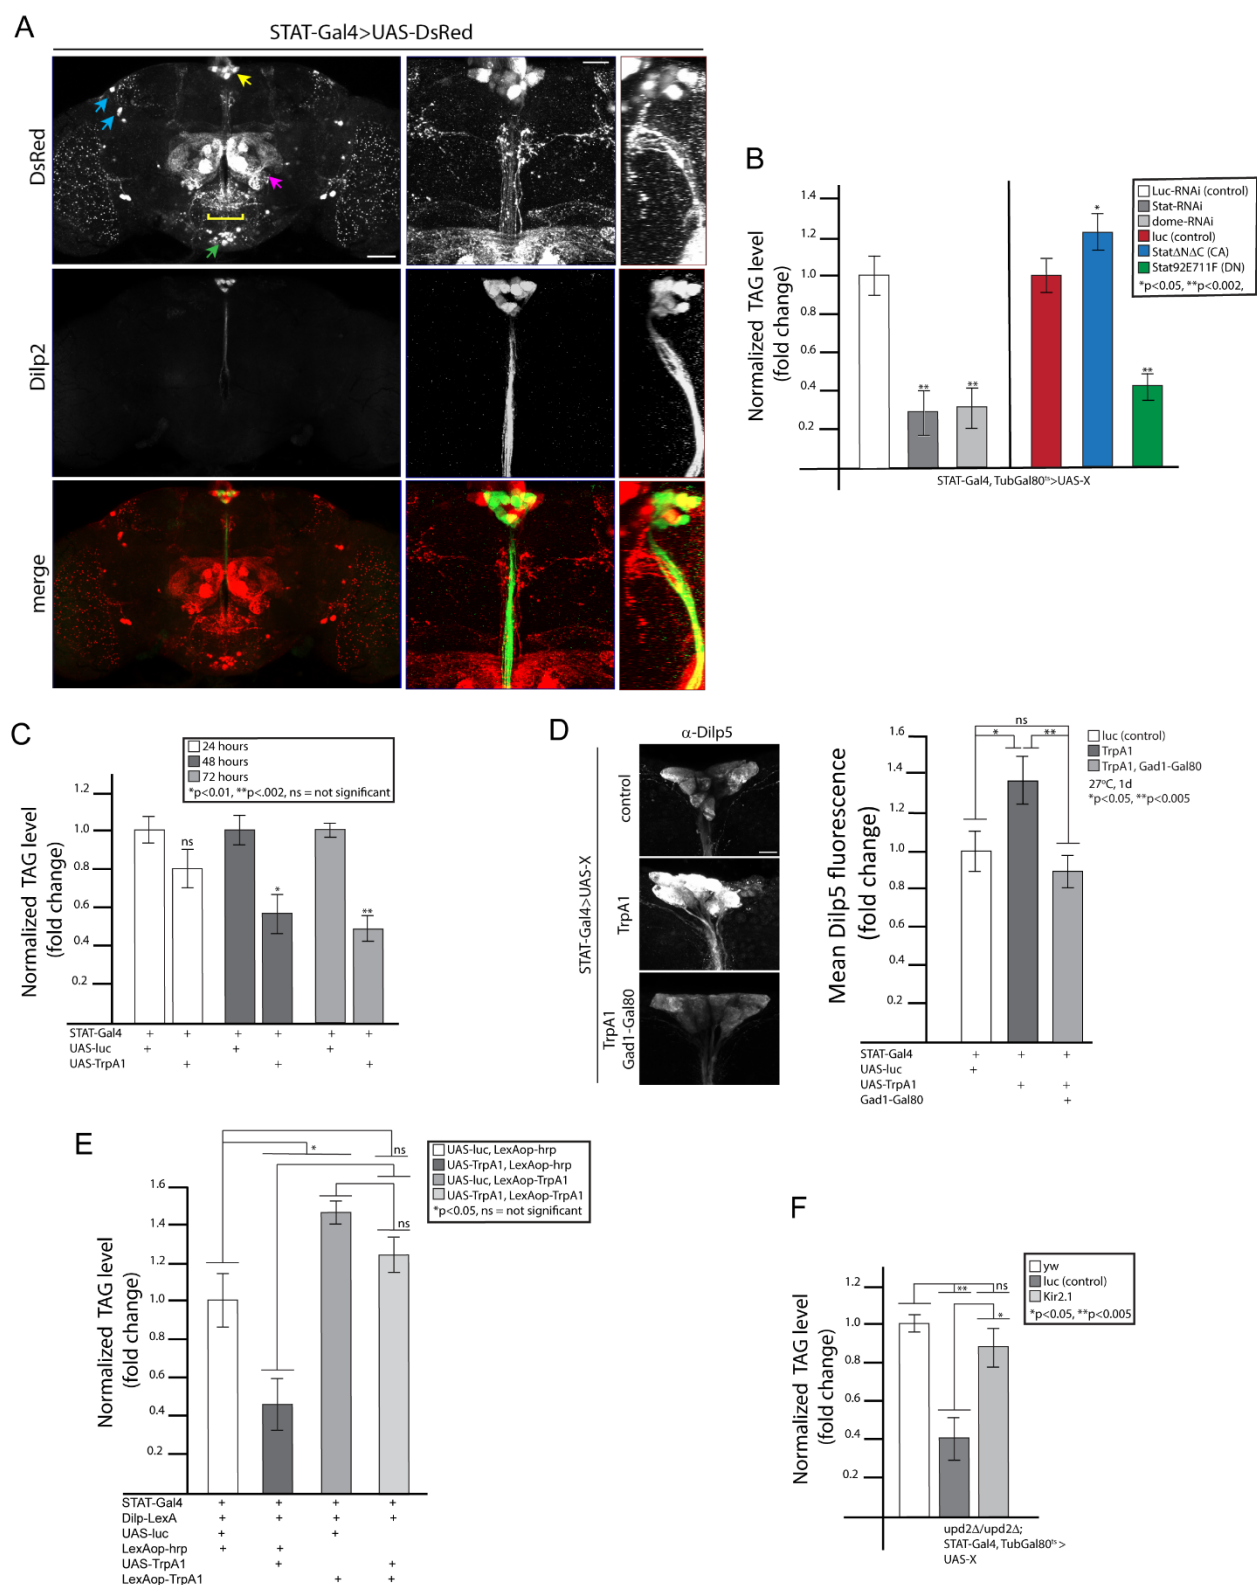 A
STAT-Gal4>UAS-DsRed
DsRed
Dilp2
merge
B
Normalized TAG level
(fold change)
1.4
1.2
1.0
0.8
0.6
0.4
0.2
**
**
*
**
STAT-Gal4, TubGal80ᵗˢ>UAS-X
Luc-RNAi (control)
Stat-RNAi
dome-RNAi
luc (control)
StatΔNΔC (CA)
Stat92E711F (DN)
*p<0.05, **p<0.002,
C
24 hours
48 hours
72 hours
*p<0.01, **p<.002, ns = not significant
Normalized TAG level
(fold change)
1.2
1.0
0.8
0.6
0.4
0.2
ns
*
**
STAT-Gal4 + + + + + +
UAS-luc + + +
UAS-TrpA1 + + +
D
α-Dilp5
STAT-Gal4>UAS-X
control
TrpA1
TrpA1
Gad1-Gal80
Mean Dilp5 fluorescence
(fold change)
1.6
1.4
1.2
1.0
0.8
0.6
0.4
0.2
ns
*
**
luc (control)
TrpA1
TrpA1, Gad1-Gal80
27°C, 1d
*p<0.05, **p<0.005
STAT-Gal4 + + +
UAS-luc +
UAS-TrpA1 + +
Gad1-Gal80 +
E
Normalized TAG level
(fold change)
1.6
1.4
1.2
1.0
0.8
0.6
0.4
0.2
*
ns
ns
UAS-luc, LexAop-hrp
UAS-TrpA1, LexAop-hrp
UAS-luc, LexAop-TrpA1
UAS-TrpA1, LexAop-TrpA1
*p<0.05, ns = not significant
STAT-Gal4 + + + +
Dilp-LexA + + + +
UAS-luc + +
LexAop-hrp + +
UAS-TrpA1 + +
LexAop-TrpA1 + +
F
Normalized TAG level
(fold change)
1.2
1.0
0.8
0.6
0.4
0.2
**
ns
*
yw
luc (control)
Kir2.1
*p<0.05, **p<0.005
upd2Δ/upd2Δ;
STAT-Gal4, TubGal80ᵗˢ>
UAS-X